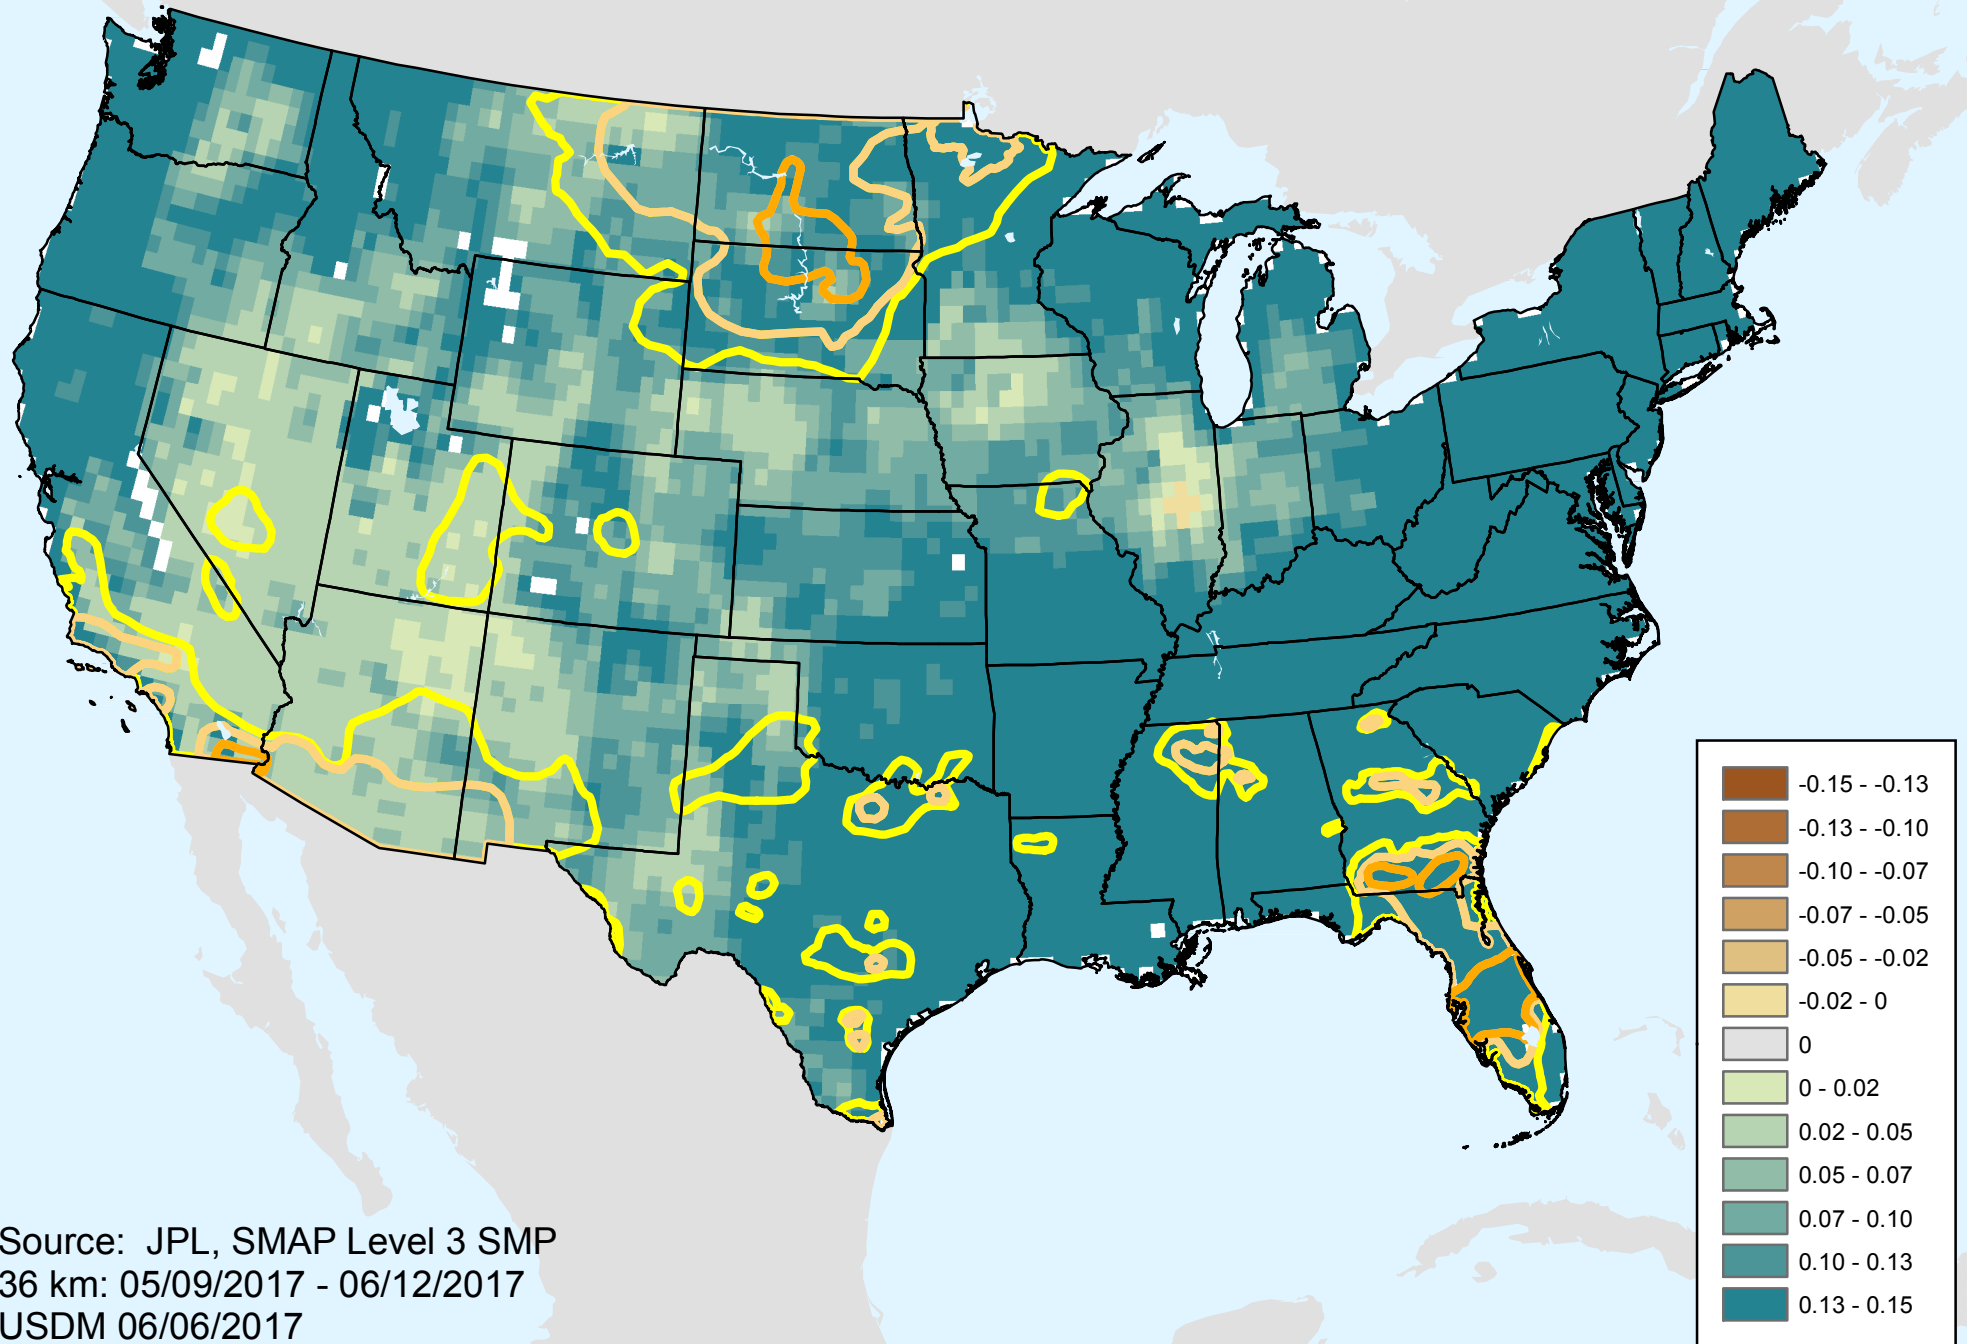 -0.15 - -0.13
-0.13 - -0.10
-0.10 - -0.07
-0.07 - -0.05
-0.05 - -0.02
-0.02 - 0
0
0 - 0.02
0.02 - 0.05
0.05 - 0.07
0.07 - 0.10
0.10 - 0.13
0.13 - 0.15
Source: JPL, SMAP Level 3 SMP
36 km: 05/09/2017 - 06/12/2017
USDM 06/06/2017